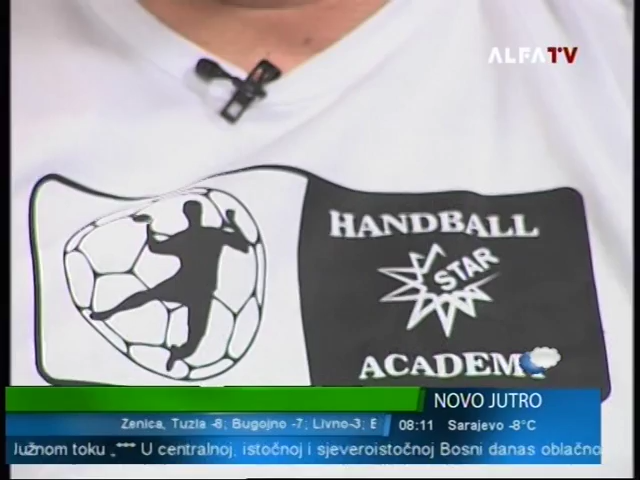 ALFATV
HANDBALL
STAR
ACADEM
NOVO JUTRO
Zenica, Tuzla -6; Bugojno -7; Livno-3; E
08:11 Sarajevo -8°C
Južnom toku „*** U centralnoj, istočnoj i sjeveroistočnoj Bosni danas oblačno